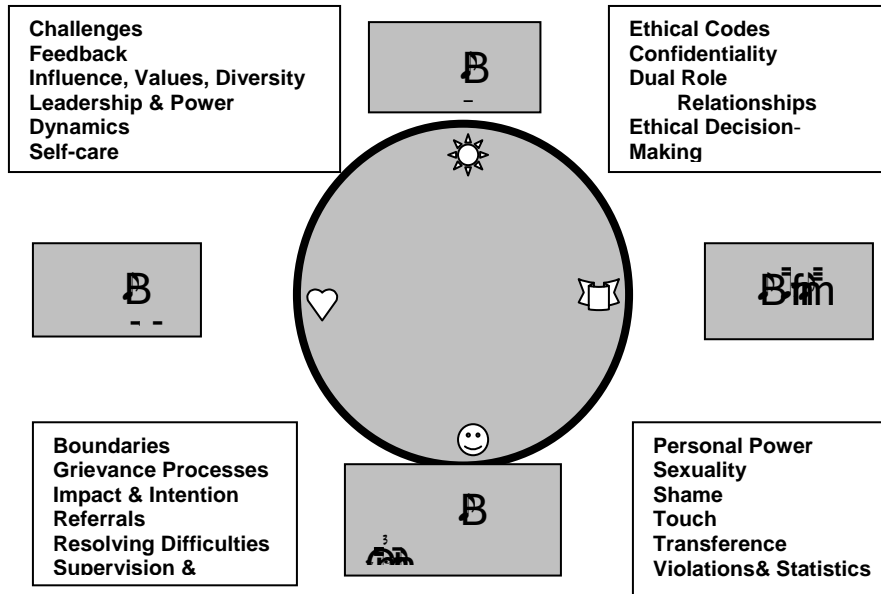 Challenges
Feedback
Influence, Values, Diversity
Leadership & Power
Dynamics
Self-care
Ethical Codes
Confidentiality
Dual Role
Relationships
Ethical Decision-
Making
Boundaries
Grievance Processes
Impact & Intention
Referrals
Resolving Difficulties
Supervision &
Personal Power
Sexuality
Shame
Touch
Transference
Violations& Statistics